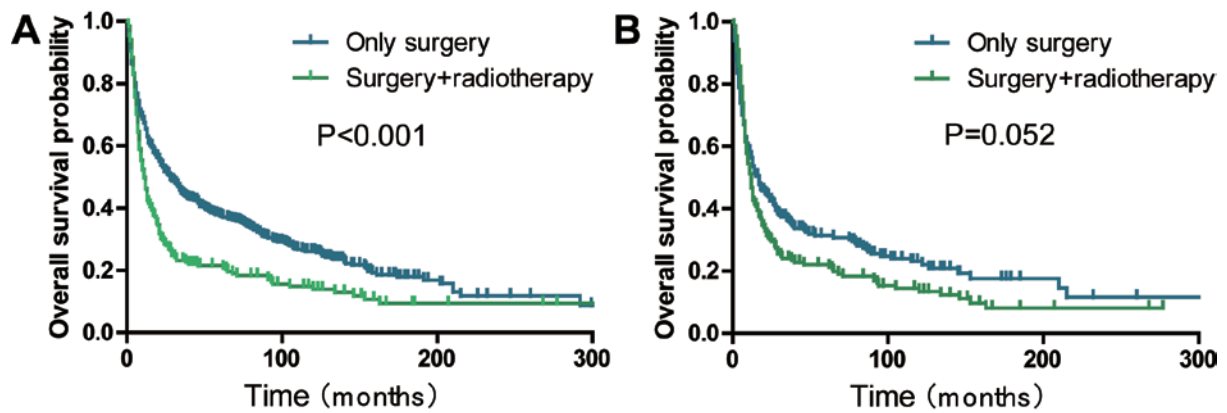 A
Overall survival probability
1.0
0.8
0.6
0.4
0.2
0.0
Only surgery
Surgery+radiotherapy
P<0.001
0 100 200 300
Time（months）
B
Overall survival probability
1.0
0.8
0.6
0.4
0.2
0.0
Only surgery
Surgery+radiotherapy
P=0.052
0 100 200 300
Time（months）